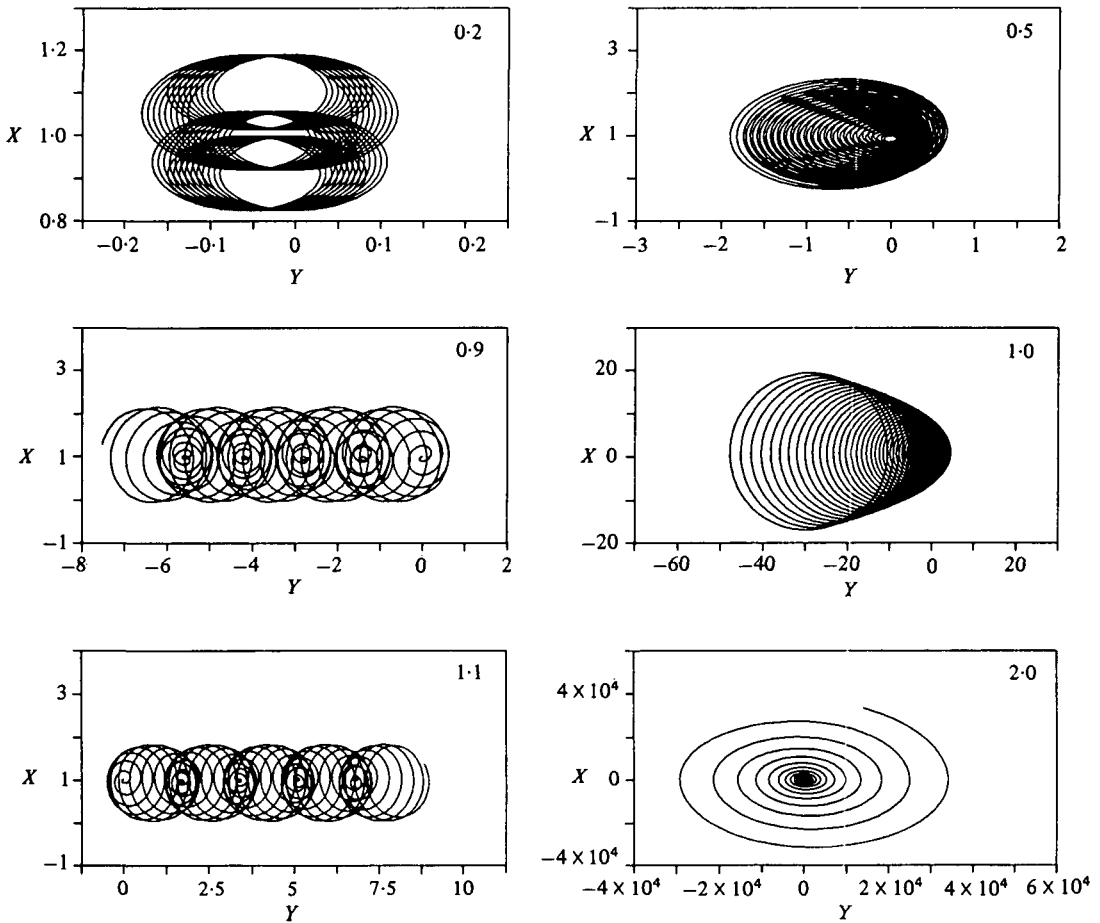 0·2
1·2
X
1·0
0·8
−0·2 −0·1 0 0·1 0·2
Y
0·5
3
X
1
−1
−3 −2 −1 0 1 2
Y
0·9
3
X
1
−1
−8 −6 −4 −2 0 2
Y
1·0
20
X
0
−20
−60 −40 −20 0 20
Y
1·1
3
X
1
−1
0 2·5 5 7·5 10
Y
2·0
4 × 10⁴
X
0
−4 × 10⁴
−4 × 10⁴ −2 × 10⁴ 0 2 × 10⁴ 4 × 10⁴ 6 × 10⁴
Y